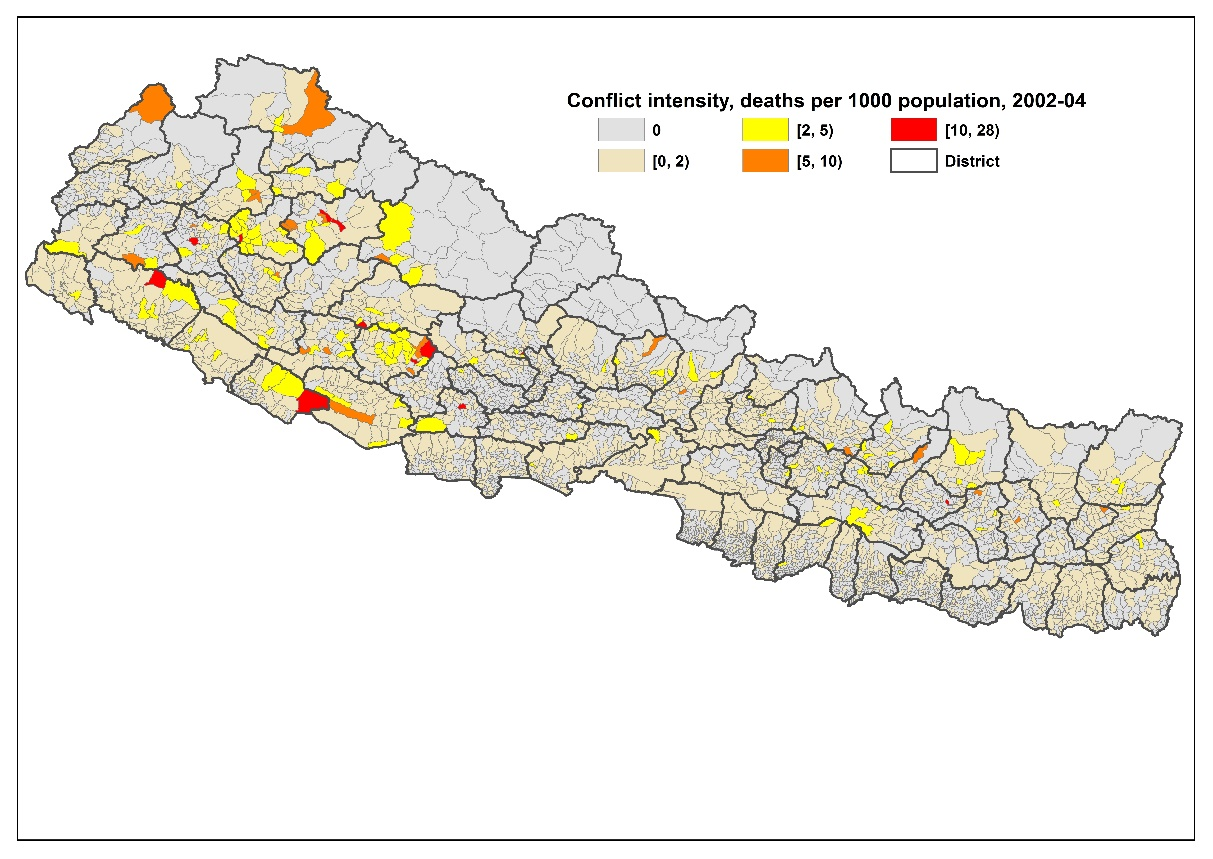 Conflict intensity, deaths per 1000 population, 2002-04
0 [2, 5) [10, 28)
[0, 2) [5, 10) District